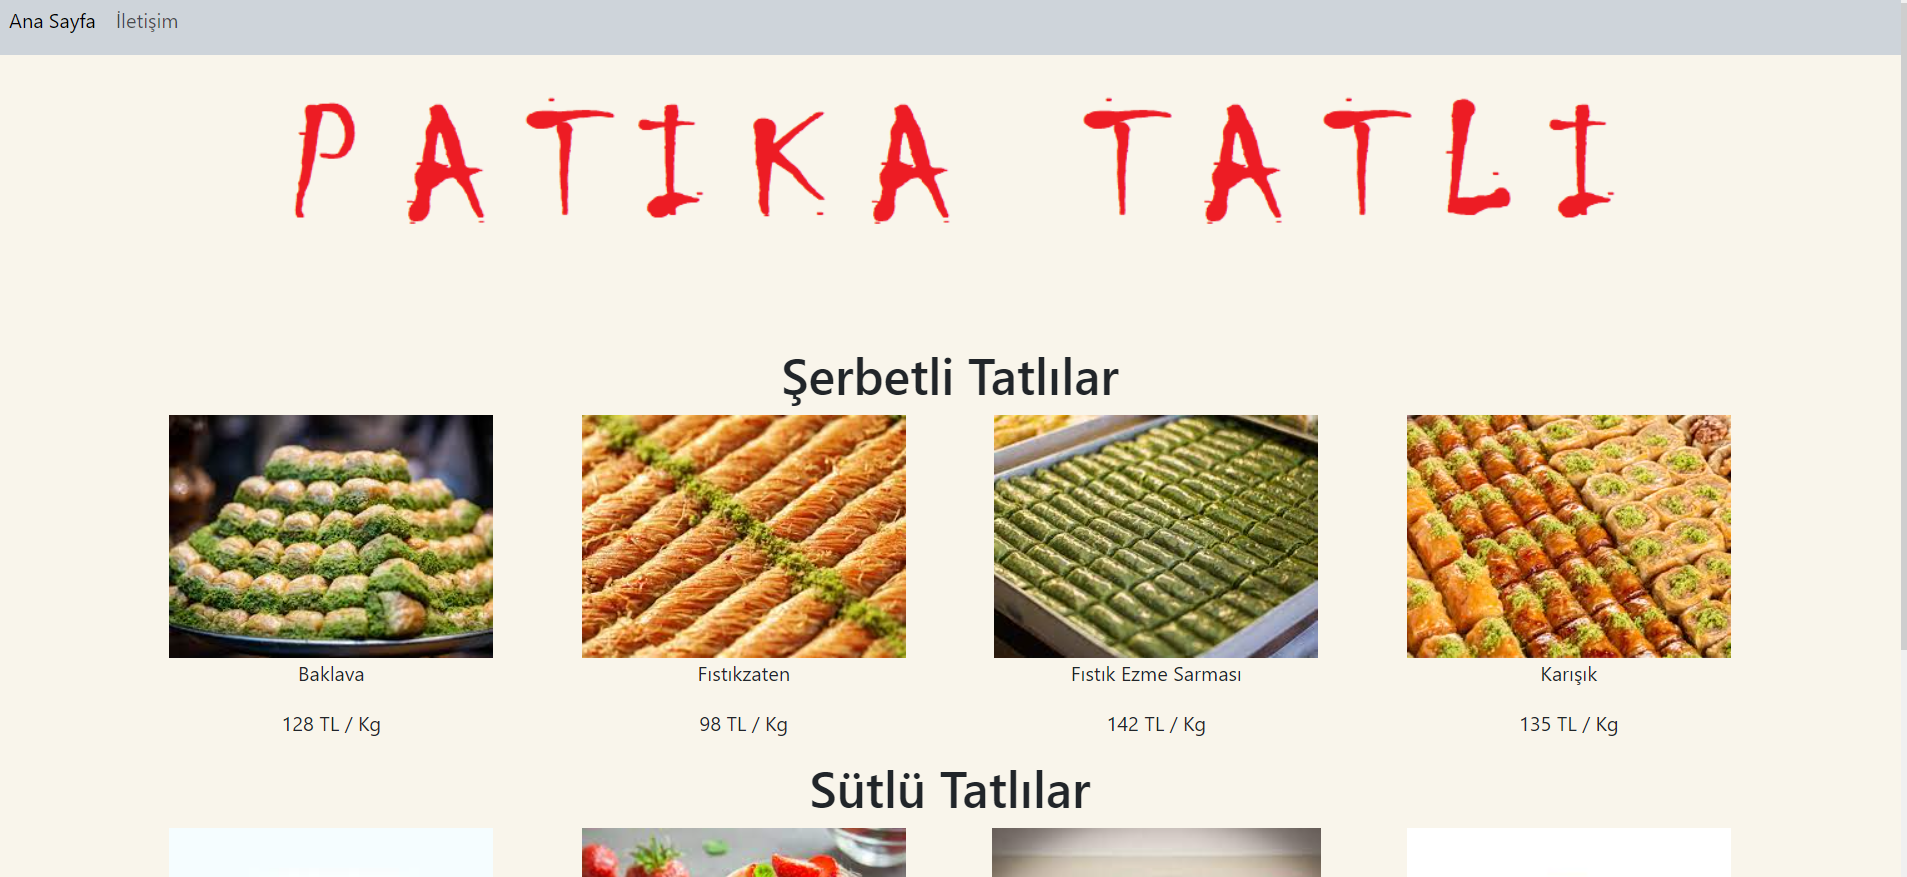 Ana Sayfa İletişim
PATIKA TATLI
Şerbetli Tatlılar
Baklava Fıstıkzaten Fıstık Ezme Sarması Karışık
128 TL / Kg 98 TL / Kg 142 TL / Kg 135 TL / Kg
Sütlü Tatlılar